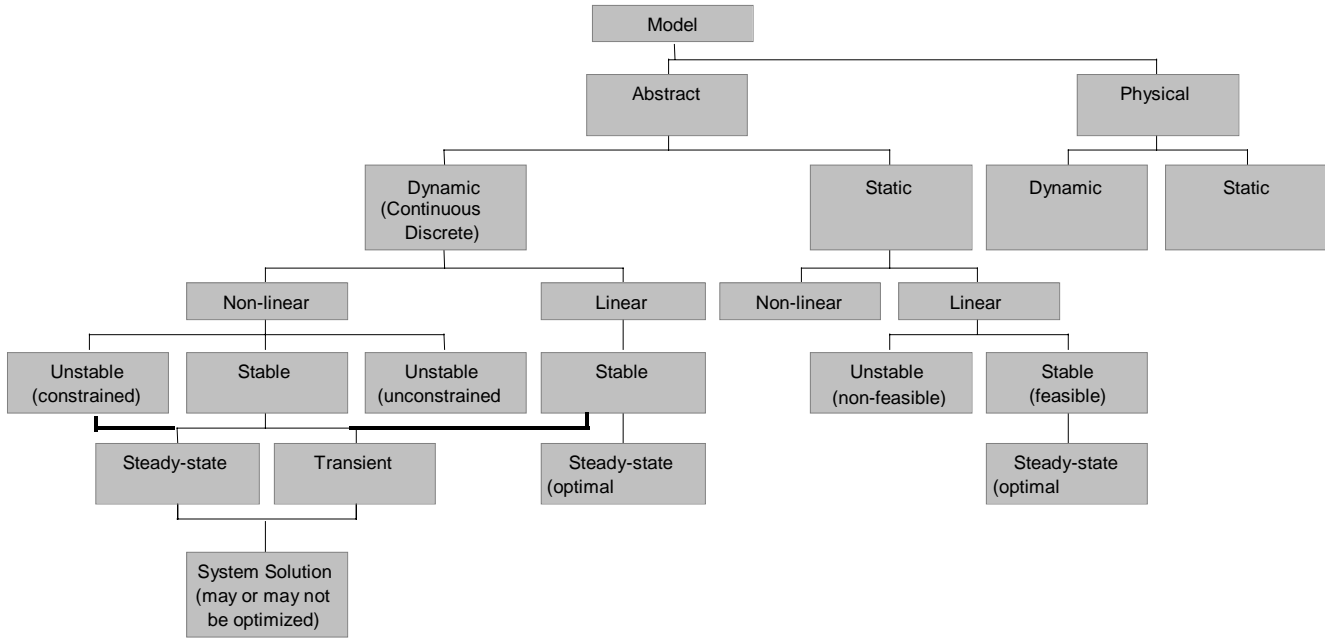 Model
Abstract
Physical
Dynamic
(Continuous
Discrete)
Static
Dynamic
Static
Non-linear
Linear
Non-linear
Linear
Unstable
(constrained)
Stable
Unstable
(unconstrained
Stable
Unstable
(non-feasible)
Stable
(feasible)
Steady-state
Transient
Steady-state
(optimal
Steady-state
(optimal
System Solution
(may or may not
be optimized)